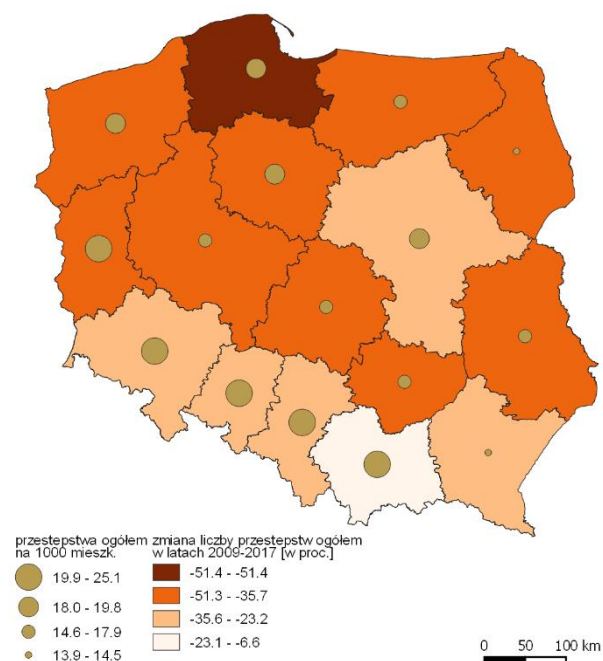 przestepstwa ogółem
na 1000 mieszk.
19.9 - 25.1
18.0 - 19.8
14.6 - 17.9
13.9 - 14.5
zmiana liczby przestępstw ogółem
w latach 2009-2017 [w proc.]
-51.4 - -51.4
-51.3 - -35.7
-35.6 - -23.2
-23.1 - -6.6
0 50 100 km